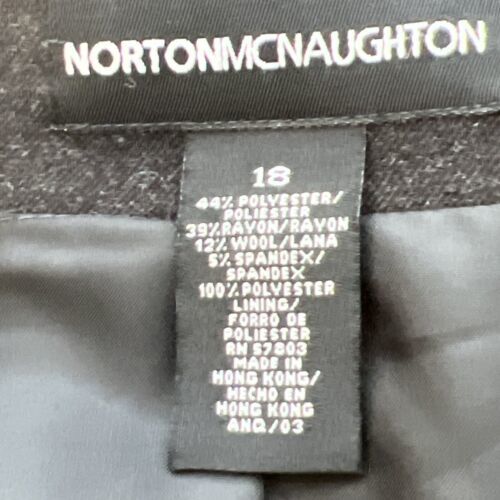 NORTONMCNAUGHTON
18
44% POLYESTER/
POLIESTER
39% RAYON/RAYON
12% WOOL/LANA
5% SPANDEX/
SPANDEX
100% POLYESTER
LINING/
FORRO DE
POLIESTER
RN 57803
MADE IN
HONG KONG/
HECHO EN
HONG KONG
ANQ/03